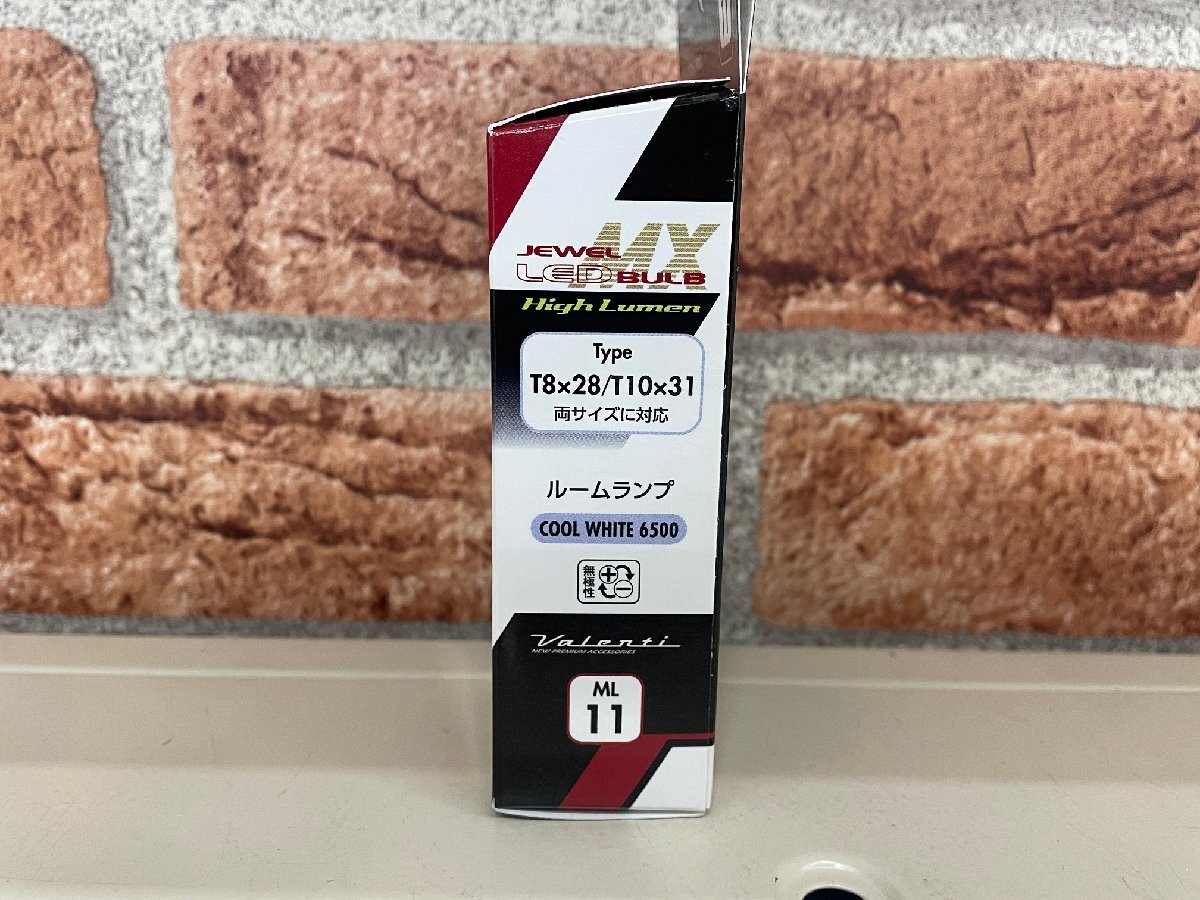 MX
JEWEL
LED BULB
High Lumen
Type
T8×28/T10×31
両サイズに対応
ルームランプ
COOL WHITE 6500
無極性
Valenti
NEW PREMIUM ACCESSORIES
ML
11